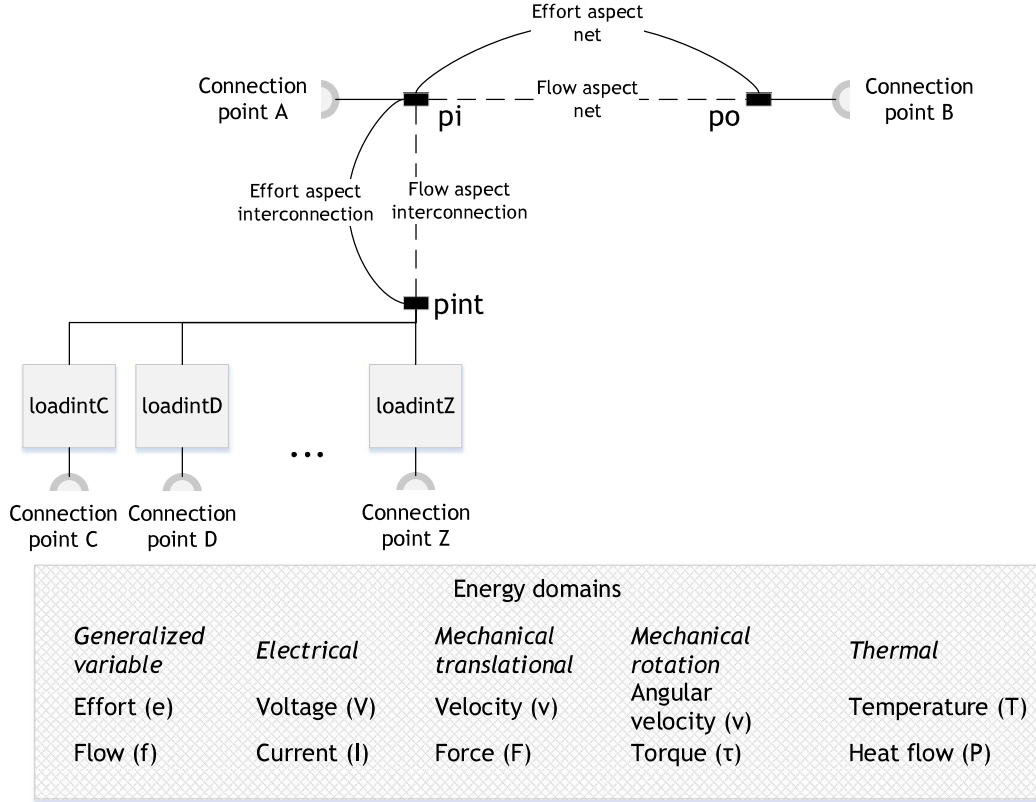 Effort aspect
net
Connection
point A
Flow aspect
net
Connection
point B
pi
po
Effort aspect
interconnection
Flow aspect
interconnection
pint
loadintC
loadintD
loadintZ
...
Connection
point C
Connection
point D
Connection
point Z
Energy domains
Generalized
variable
Electrical
Mechanical
translational
Mechanical
rotation
Thermal
Effort (e)
Voltage (V)
Velocity (v)
Angular
velocity (v)
Temperature (T)
Flow (f)
Current (I)
Force (F)
Torque (τ)
Heat flow (P)